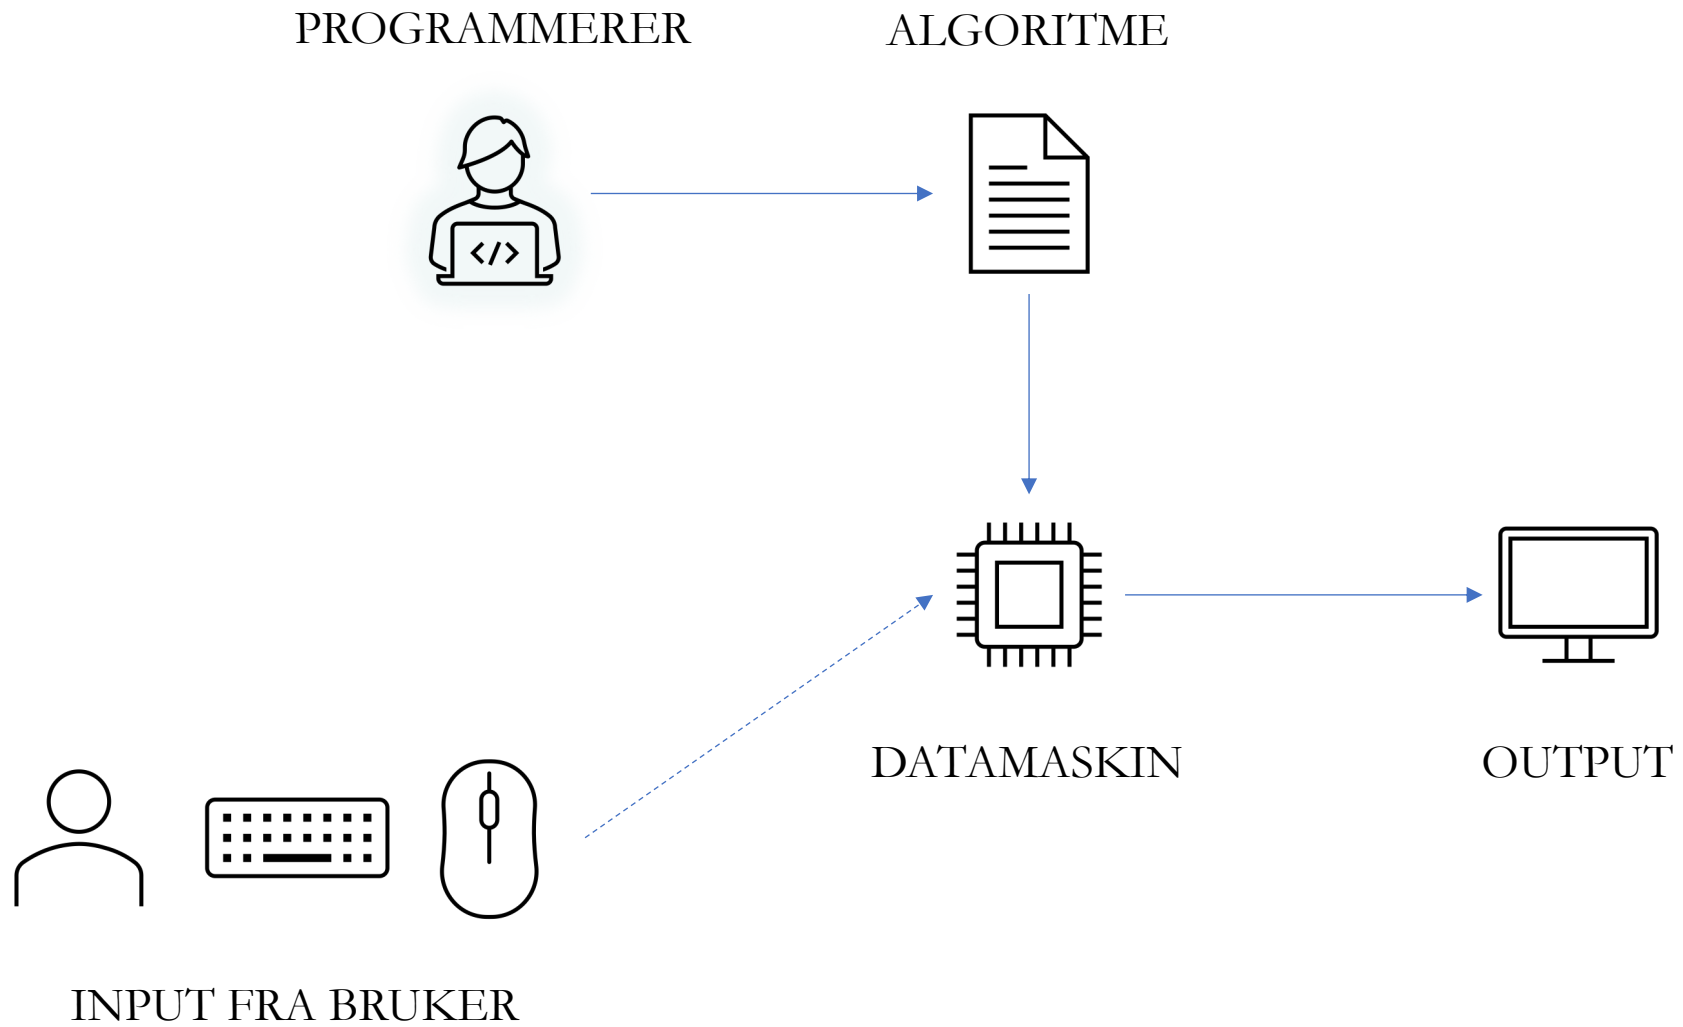 PROGRAMMERER
ALGORITME
</>
DATAMASKIN
OUTPUT
INPUT FRA BRUKER